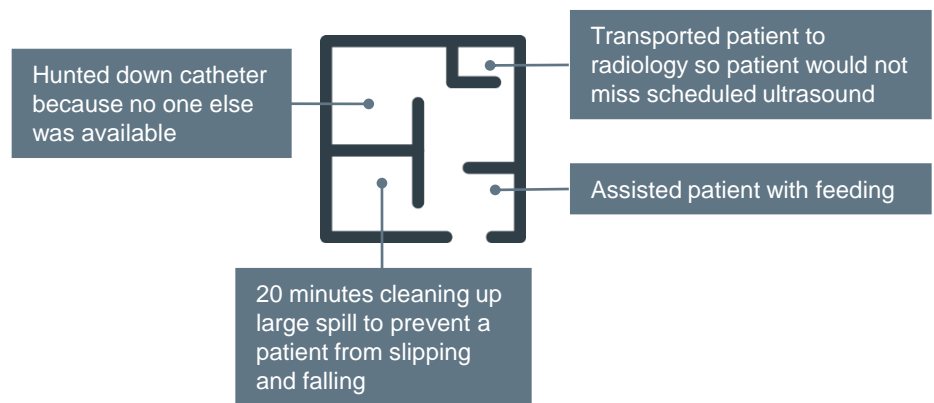 Hunted down catheter
because no one else
was available
Transported patient to
radiology so patient would not
miss scheduled ultrasound
Assisted patient with feeding
20 minutes cleaning up
large spill to prevent a
patient from slipping
and falling